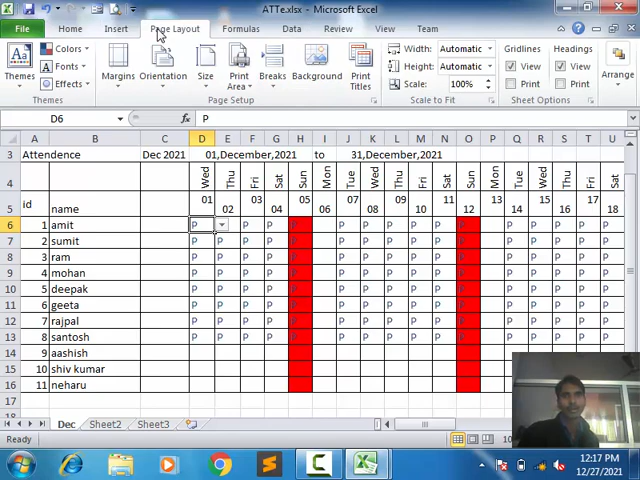 ATTe.xlsx - Microsoft Excel
File Home Insert Page Layout Formulas Data Review View Team
Themes Colors Fonts Effects Margins Orientation Size Print Area Breaks Background Print Titles Width: Automatic Height: Automatic Scale: 100% Gridlines View Print Headings View Print Arrange
Themes Page Setup Scale to Fit Sheet Options
D6 fx P
A B C D E F G H I J K L M N O P Q R S T U
3 Attendence Dec 2021 01,December,2021 to 31,December,2021
4 Wed Thu Fri Sat Sun Mon Tue Wed Thu Fri Sat Sun Mon Tue Wed Thu Fri Sat
5 id name 01 02 03 04 05 06 07 08 09 10 11 12 13 14 15 16 17 18
6 1 amit P P P P P P P P P P P P P P P
7 2 sumit P P P P P P P P P P P P P P P P
8 3 ram P P P P P P P P P P P P P P P P
9 4 mohan P P P P P P P P P P P P P P P P
10 5 deepak P P P P P P P P P P P P P P P P
11 6 geeta P P P P P P P P P P P P P P P P
12 7 rajpal P P P P P P P P P P P P P P P P
13 8 santosh P P P P P P P P P P P P P P P P
14 9 aashish
15 10 shiv kumar
16 11 neharu
17
Dec Sheet2 Sheet3
Ready
12:17 PM
12/27/2021